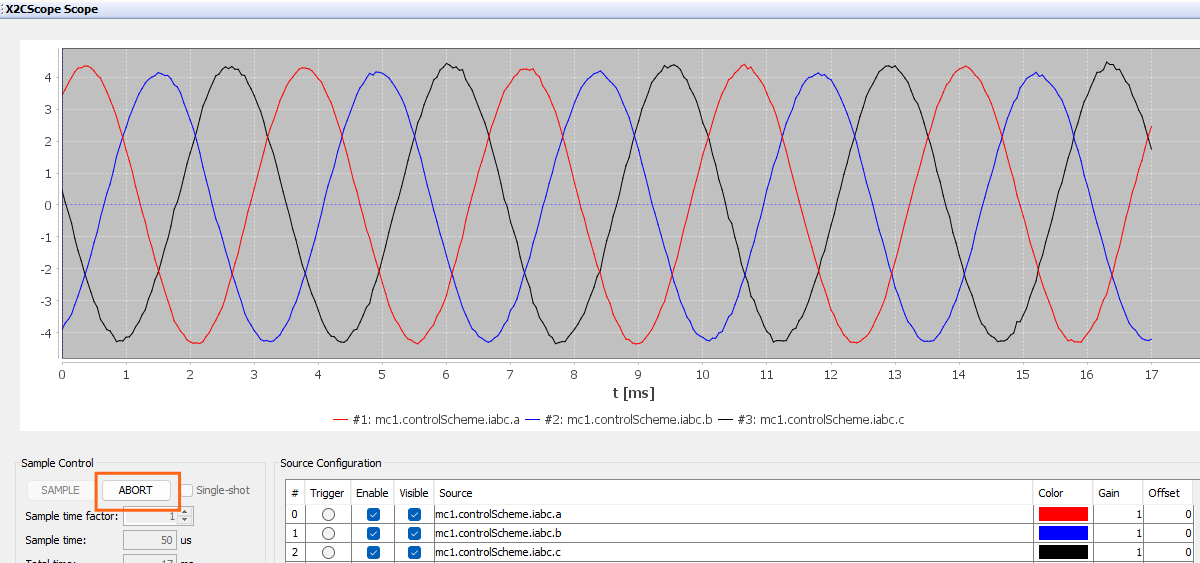 X2CScope Scope
4
3
2
1
0
-1
-2
-3
-4
0 1 2 3 4 5 6 7 8 9 10 11 12 13 14 15 16 17
t [ms]
#1: mc1.controlScheme.iabc.a #2: mc1.controlScheme.iabc.b #3: mc1.controlScheme.iabc.c
Sample Control
SAMPLE ABORT Single-shot
Sample time factor: 1
Sample time: 50 us
Total time: 17 ms
Source Configuration
# Trigger Enable Visible Source Color Gain Offset
0 mc1.controlScheme.iabc.a 1 0
1 mc1.controlScheme.iabc.b 1 0
2 mc1.controlScheme.iabc.c 1 0